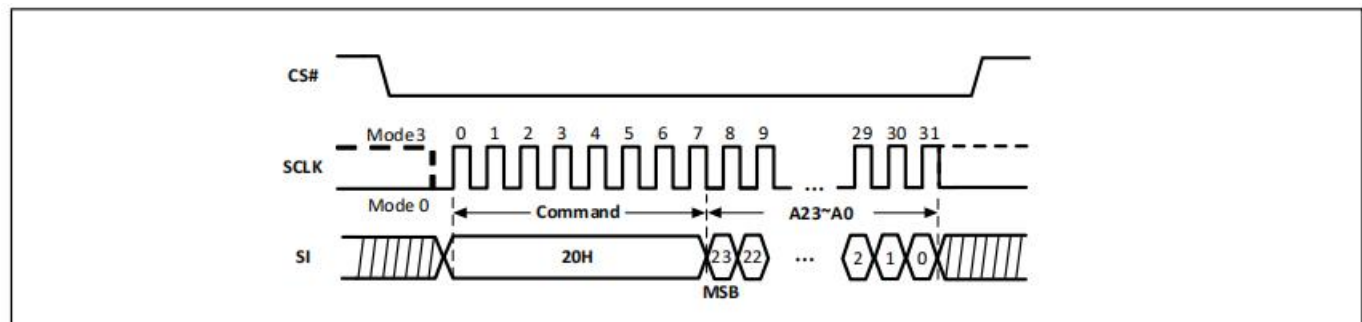 CS#
Mode3 0 1 2 3 4 5 6 7 8 9 29 30 31
SCLK ...
Mode 0 Command A23~A0
SI 20H 23 22 ... 2 1 0
MSB